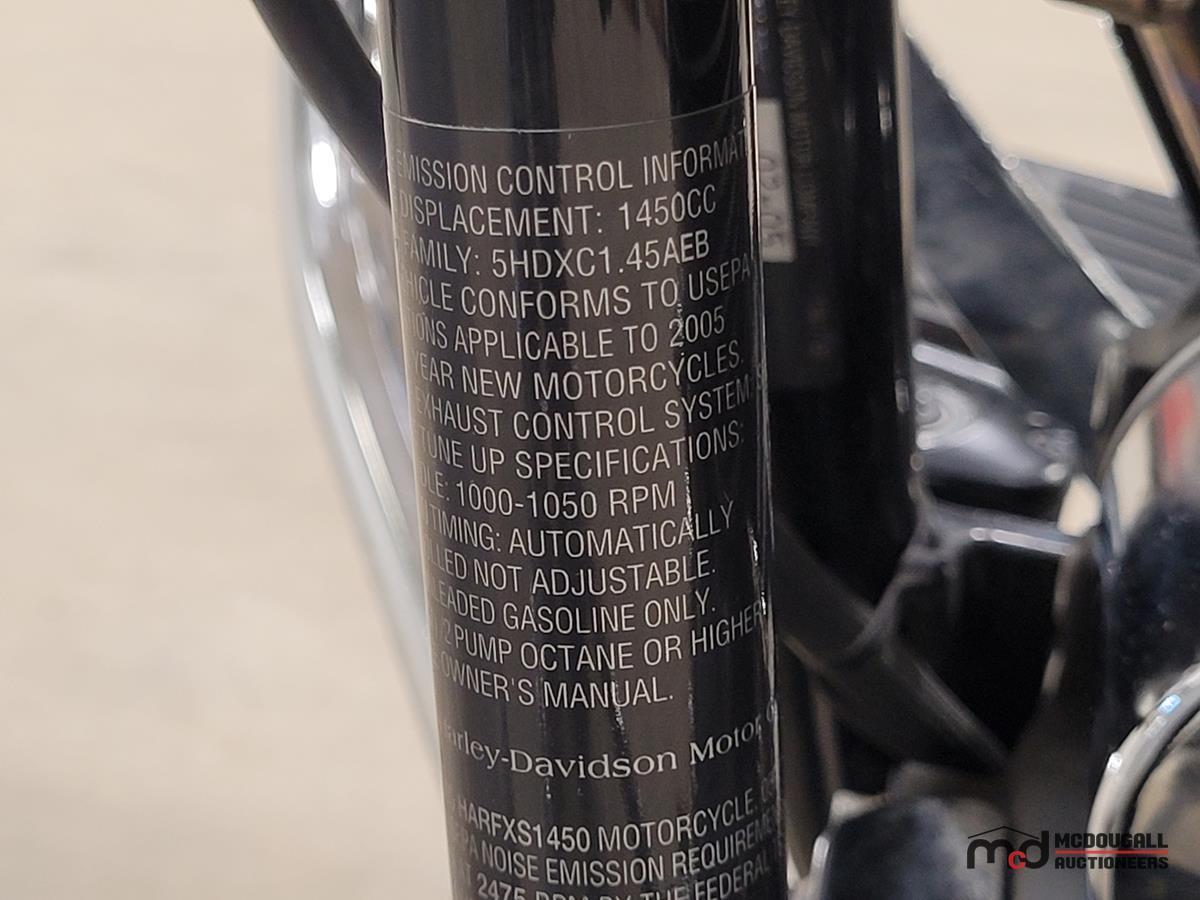 EMISSION CONTROL INFORMAT
DISPLACEMENT: 1450CC
FAMILY: 5HDXC1.45AEB
HICLE CONFORMS TO USEPA
IONS APPLICABLE TO 2005
YEAR NEW MOTORCYCLES.
EXHAUST CONTROL SYSTEM:
TUNE UP SPECIFICATIONS:
DLE: 1000-1050 RPM
TIMING: AUTOMATICALLY
LLED NOT ADJUSTABLE.
LEADED GASOLINE ONLY.
1/2 PUMP OCTANE OR HIGHER
OWNER'S MANUAL.
arley-Davidson Motor
HARFXS1450 MOTORCYCLE,
PA NOISE EMISSION REQUIREME
2475 RPM BY THE FEDERAL
mcd MCDOUGALL
AUCTIONEERS